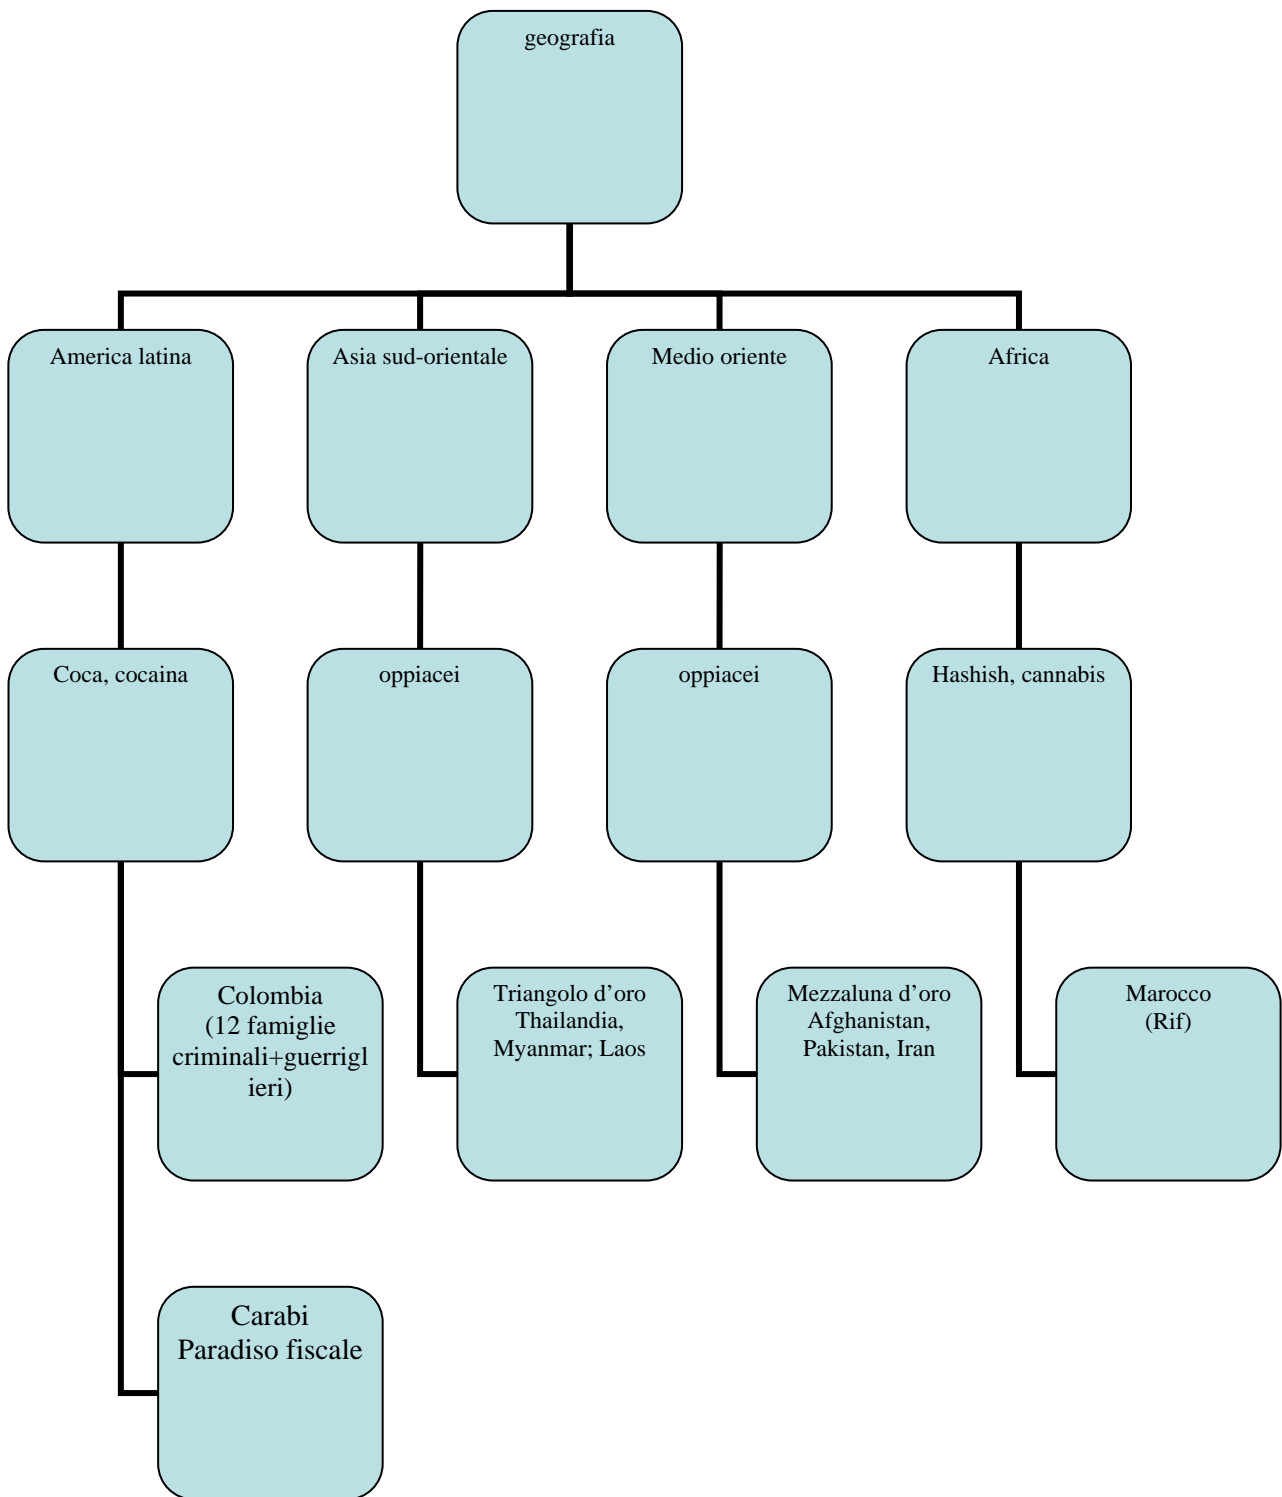 geografia
America latina
Asia sud-orientale
Medio oriente
Africa
Coca, cocaina
oppiacei
oppiacei
Hashish, cannabis
Colombia
(12 famiglie
criminali+guerrigl
ieri)
Triangolo d’oro
Thailandia,
Myanmar; Laos
Mezzaluna d’oro
Afghanistan,
Pakistan, Iran
Marocco
(Rif)
Carabi
Paradiso fiscale